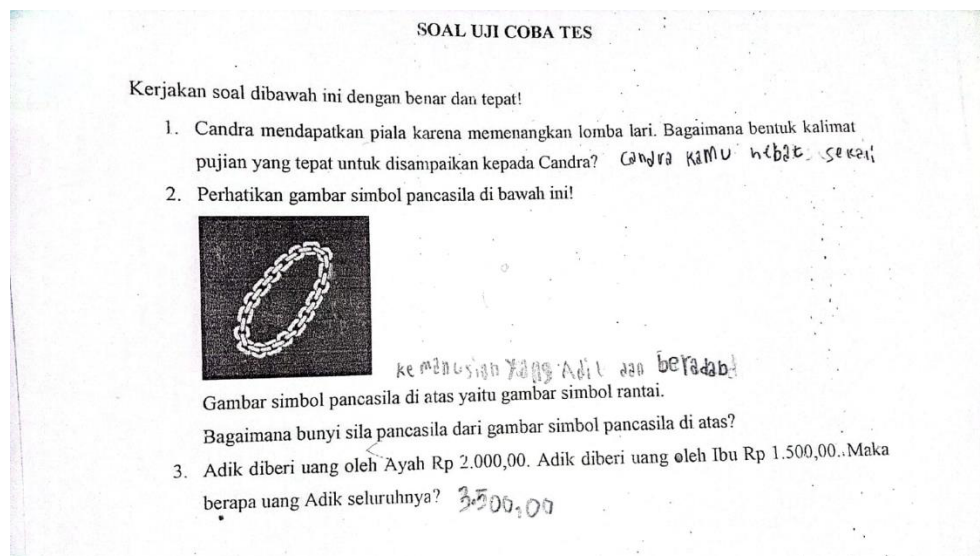 SOAL UJI COBA TES
Kerjakan soal dibawah ini dengan benar dan tepat!
1. Candra mendapatkan piala karena memenangkan lomba lari. Bagaimana bentuk kalimat
pujian yang tepat untuk disampaikan kepada Candra? Candra kamu hebat sekali
2. Perhatikan gambar simbol pancasila di bawah ini!
kemanusian yang Adil dan beradab
Gambar simbol pancasila di atas yaitu gambar simbol rantai.
Bagaimana bunyi sila pancasila dari gambar simbol pancasila di atas?
3. Adik diberi uang oleh Ayah Rp 2.000,00. Adik diberi uang oleh Ibu Rp 1.500,00. Maka
berapa uang Adik seluruhnya? 3.500,00